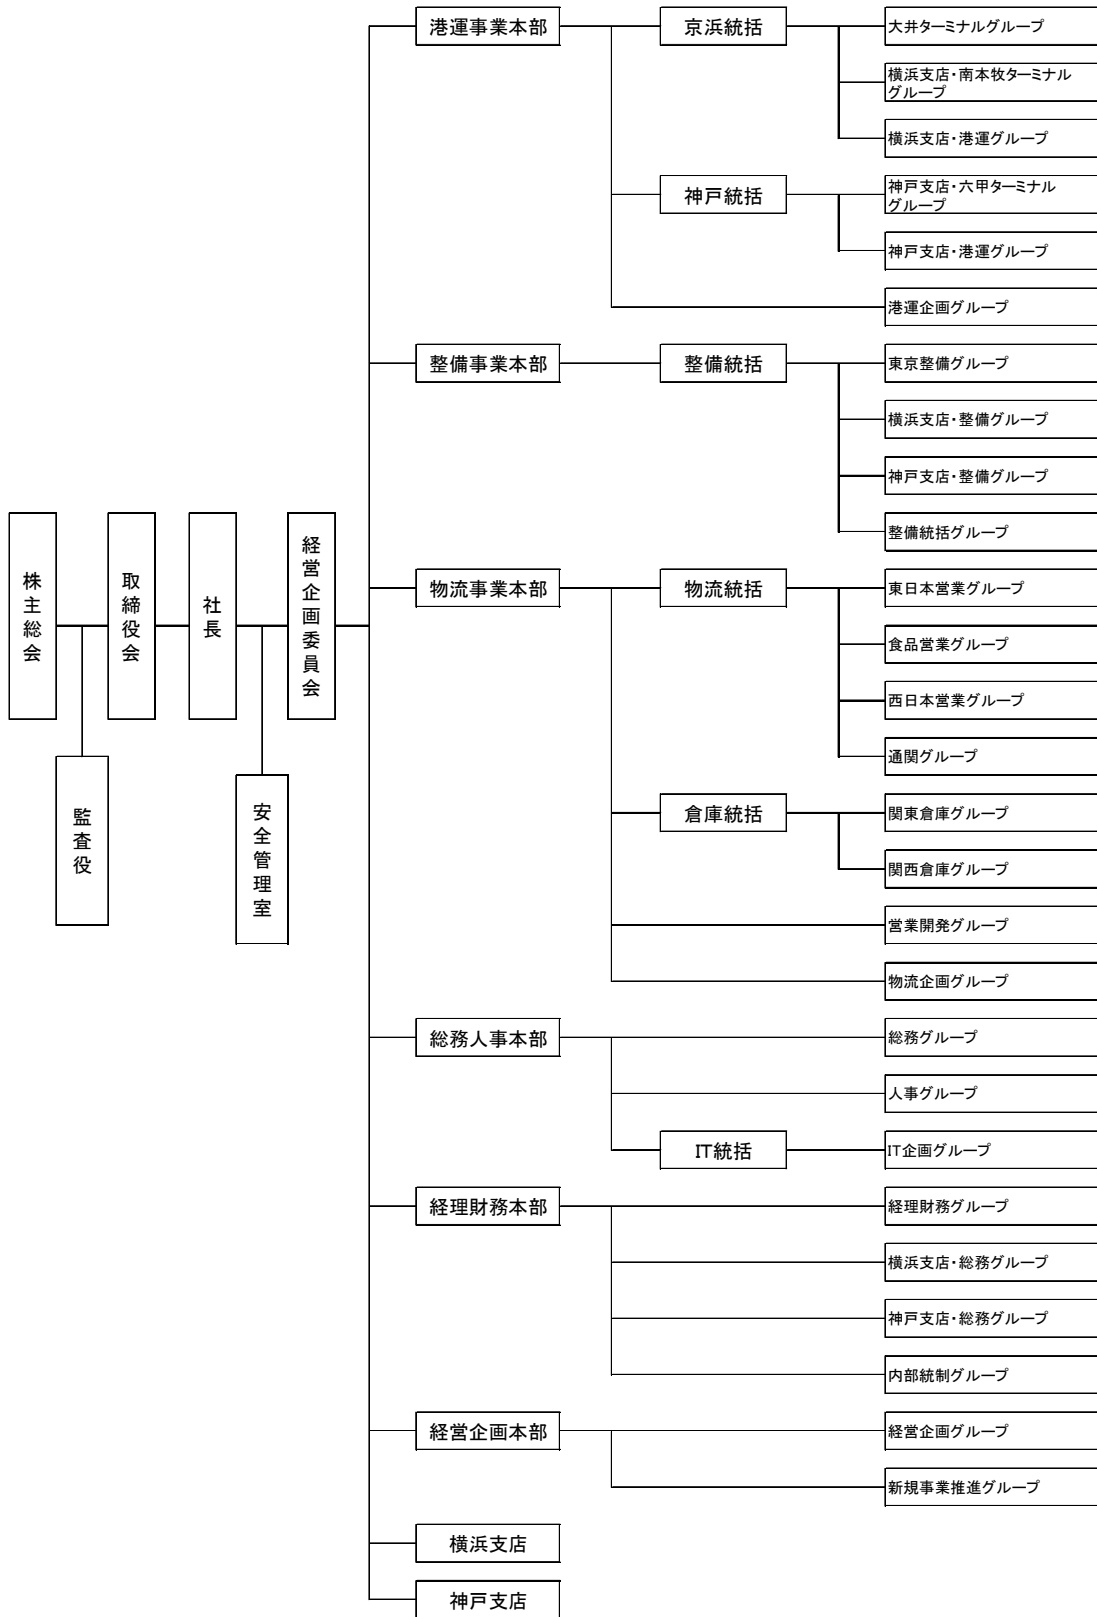 港運事業本部
京浜統括
大井ターミナルグループ
横浜支店・南本牧ターミナル
グループ
横浜支店・港運グループ
神戸統括
神戸支店・六甲ターミナル
グループ
神戸支店・港運グループ
港運企画グループ
整備事業本部
整備統括
東京整備グループ
横浜支店・整備グループ
神戸支店・整備グループ
整備統括グループ
株主総会
取締役会
社長
経営企画委員会
監査役
安全管理室
物流事業本部
物流統括
東日本営業グループ
食品営業グループ
西日本営業グループ
通関グループ
倉庫統括
関東倉庫グループ
関西倉庫グループ
営業開発グループ
物流企画グループ
総務人事本部
総務グループ
人事グループ
IT統括
IT企画グループ
経理財務本部
経理財務グループ
横浜支店・総務グループ
神戸支店・総務グループ
内部統制グループ
経営企画本部
経営企画グループ
新規事業推進グループ
横浜支店
神戸支店